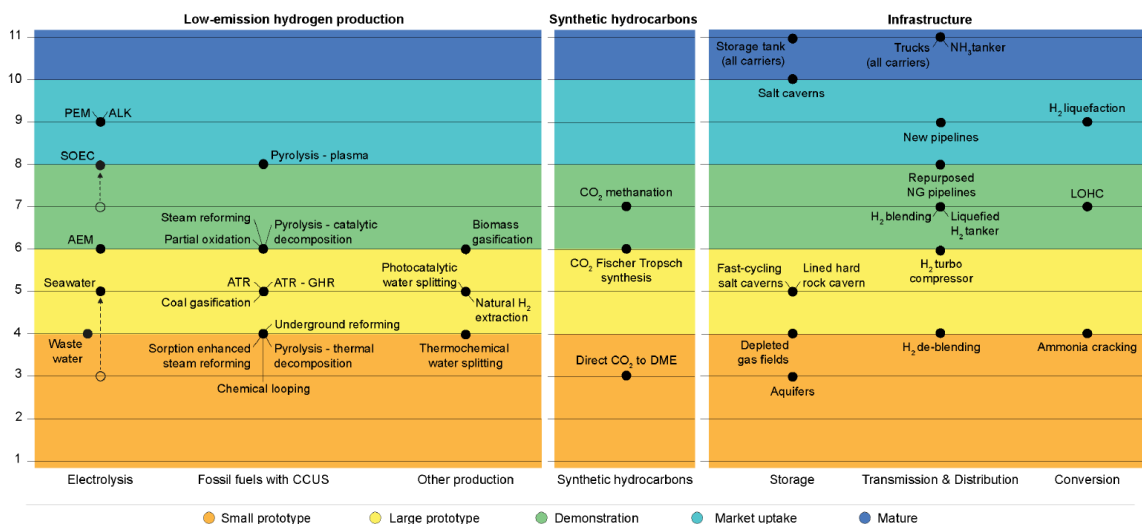 Low-emission hydrogen production
Synthetic hydrocarbons
Infrastructure
11
10
9
8
7
6
5
4
3
2
1
PEM
ALK
SOEC
AEM
Seawater
Waste
water
Pyrolysis - plasma
Steam reforming
Partial oxidation
Pyrolysis - catalytic
decomposition
ATR
ATR - GHR
Coal gasification
Underground reforming
Sorption enhanced
steam reforming
Pyrolysis - thermal
decomposition
Chemical looping
Biomass
gasification
Photocatalytic
water splitting
Natural H₂
extraction
Thermochemical
water splitting
CO₂ methanation
CO₂ Fischer Tropsch
synthesis
Direct CO₂ to DME
Storage tank
(all carriers)
Salt caverns
Fast-cycling
salt caverns
Lined hard
rock cavern
Depleted
gas fields
Aquifers
Trucks
(all carriers)
NH₃ tanker
New pipelines
Repurposed
NG pipelines
H₂ blending
Liquefied
H₂ tanker
H₂ turbo
compressor
H₂ de-blending
H₂ liquefaction
LOHC
Ammonia cracking
Electrolysis
Fossil fuels with CCUS
Other production
Synthetic hydrocarbons
Storage
Transmission & Distribution
Conversion
Small prototype
Large prototype
Demonstration
Market uptake
Mature